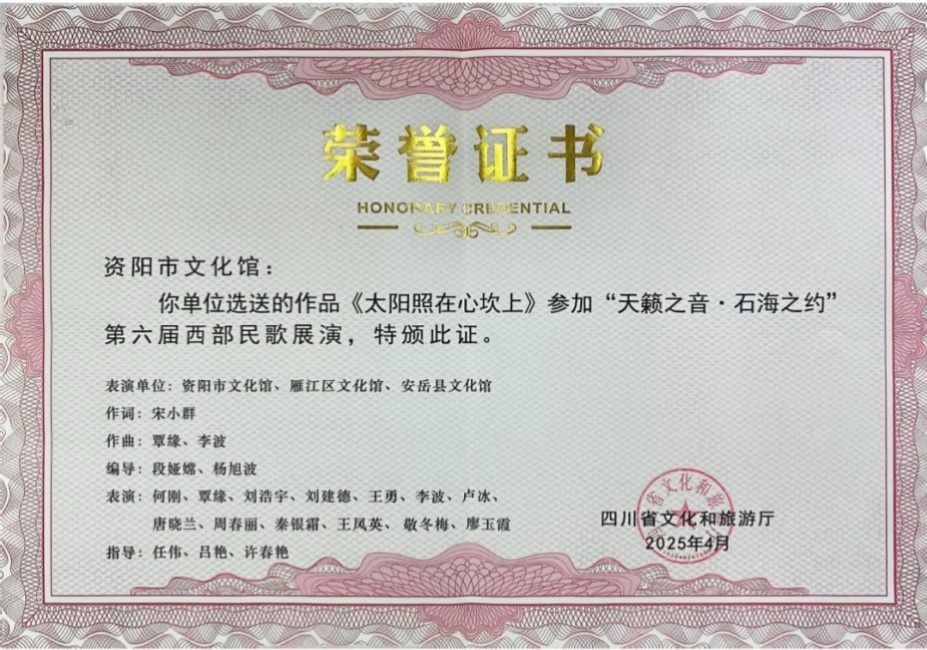 荣誉证书
HONORARY CREDENTIAL
资阳市文化馆：
你单位选送的作品《太阳照在心坎上》参加“天籁之音·石海之约”
第六届西部民歌展演，特颁此证。
表演单位：资阳市文化馆、雁江区文化馆、安岳县文化馆
作词：宋小群
作曲：覃缘、李波
编导：段娅嫦、杨旭波
表演：何刚、覃缘、刘浩宇、刘建德、王勇、李波、卢冰、
唐晓兰、周春丽、秦银霜、王凤英、敬冬梅、廖玉霞
指导：任伟、吕艳、许春艳
四川省文化和旅游厅
2025年4月